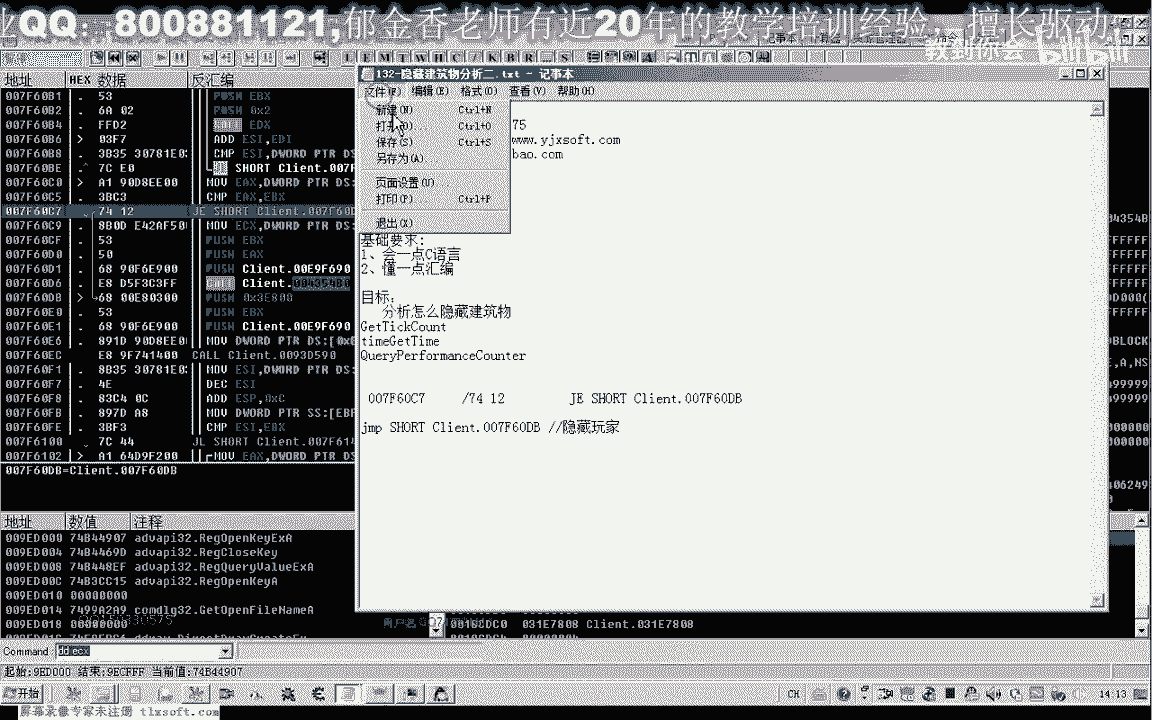 业QQ：800881121;郁金香老师有近20年的教学培训经验，擅长驱动
教到你会 bilibili
132-隐藏建筑物分析二.txt - 记事本
文件(F) 编辑(E) 格式(O) 查看(V) 帮助(H)
新建(N) Ctrl+N
打开(O)... Ctrl+O
保存(S) Ctrl+S
另存为(A)
页面设置(U)...
打印(P) Ctrl+P
退出(X)
75
www.yjxsoft.com
bao.com
基础要求:
1、会一点C语言
2、懂一点汇编
目标:
分析怎么隐藏建筑物
GetTickCount
timeGetTime
QueryPerformanceCounter
007F60C7 /74 12 JE SHORT Client.007F60DB
jmp SHORT Client.007F60DB //隐藏玩家
地址 HEX 数据 反汇编
007F60B1 . 53 PUSH EBX
007F60B2 . 6A 02 PUSH 0x2
007F60B4 . FFD2 CALL EDX
007F60B6 > 03F7 ADD ESI,EDI
007F60B8 . 3B35 30781E0 CMP ESI,DWORD PTR DS
007F60BE .^ 7C E0 JL SHORT Client.007F
007F60C0 > A1 90D8EE00 MOV EAX,DWORD PTR DS:
007F60C5 . 3BC3 CMP EAX,EBX
007F60C7 74 12 JE SHORT Client.007F60D
007F60C9 . 8B0D E42AF50 MOV ECX,DWORD PTR DS:
007F60CF . 53 PUSH EBX
007F60D0 . 50 PUSH EAX
007F60D1 . 68 90F6E900 PUSH Client.00E9F690
007F60D6 . E8 D5F3C3FF CALL Client.004354B0
007F60DB > 68 00E80300 PUSH 0x3E800
007F60E0 . 53 PUSH EBX
007F60E1 . 68 90F6E900 PUSH Client.00E9F690
007F60E6 . 891D 90D8EE0 MOV DWORD PTR DS:[0x
007F60EC E8 9F741400 CALL Client.0093D590
007F60F1 . 8B35 30781E0 MOV ESI,DWORD PTR DS:
007F60F7 . 4E DEC ESI
007F60F8 . 83C4 0C ADD ESP,0xC
007F60FB . 897D A8 MOV DWORD PTR SS:[EBP
007F60FE . 3BF3 CMP ESI,EBX
007F6100 7C 44 JL SHORT Client.007F614
007F6102 > A1 64D9F200 MOV EAX,DWORD PTR DS
007F60DB=Client.007F60DB
地址 数值 注释
009ED000 74B44907 advapi32.RegOpenKeyExA
009ED004 74B4469D advapi32.RegCloseKey
009ED008 74B448EF advapi32.RegQueryValueExA
009ED00C 74B3CC15 advapi32.RegOpenKeyA
009ED010 00000000
009ED014 7499A2A9 comdlg32.GetOpenFileNameA
009ED018 00000000
031E7808 Client.031E7808
Command: dd ecx
起始:9ED000 结束:9ECFFF 当前值:74B44907
开始
CH
14:13
屏幕录像专家未注册 tlxsoft.com